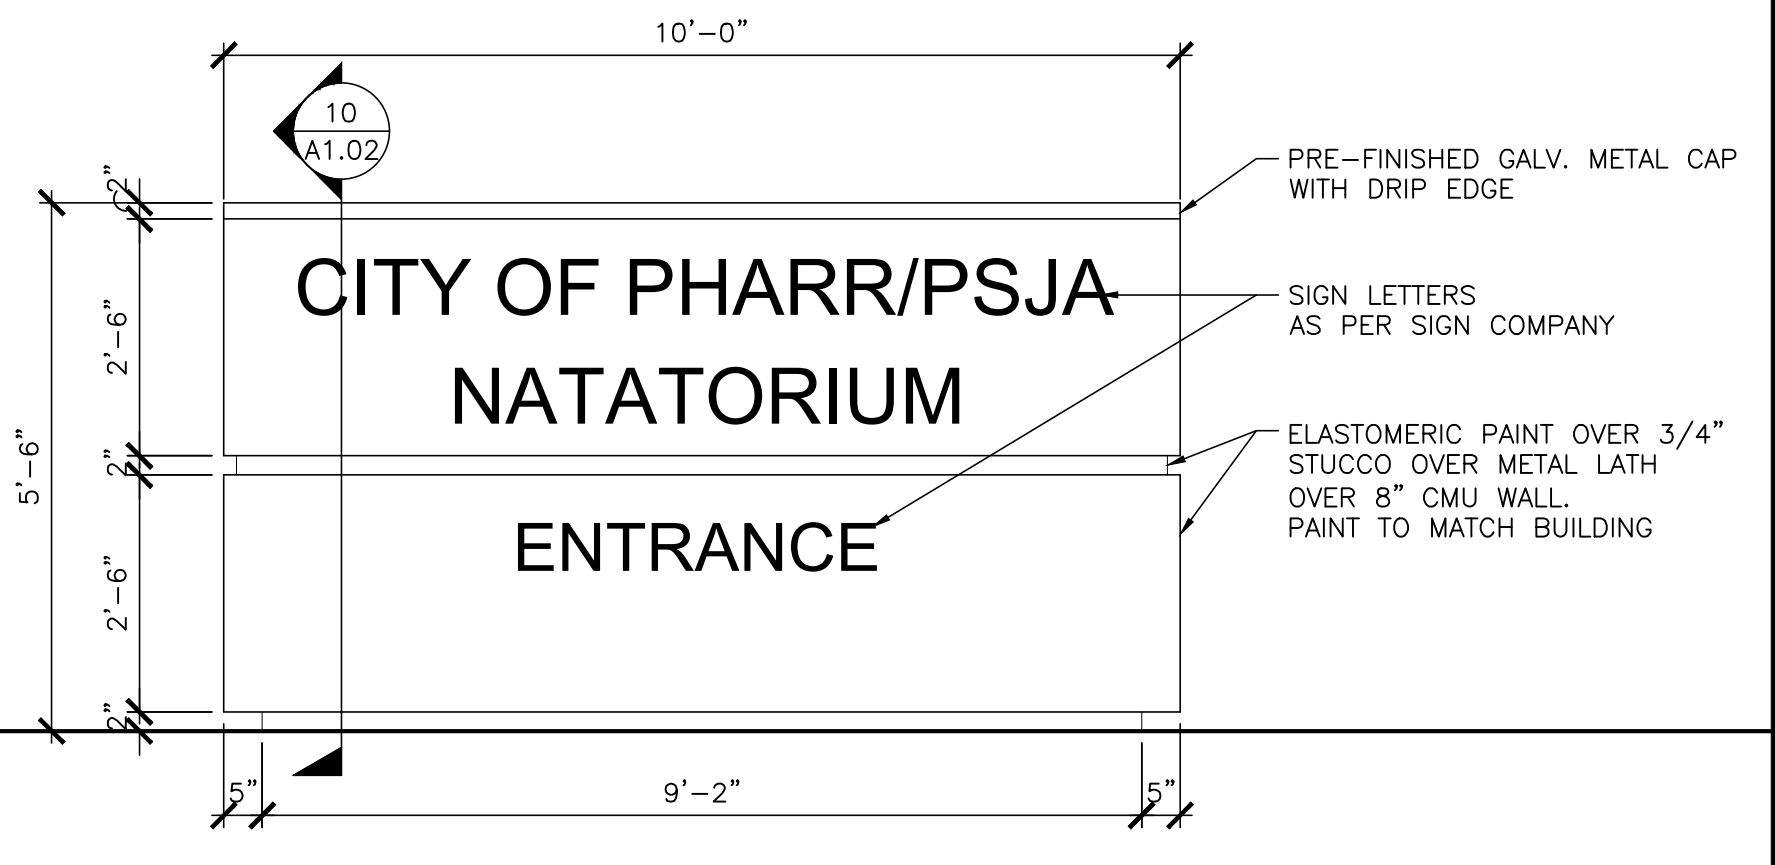 10'-0"
10
A1.02
2"
PRE-FINISHED GALV. METAL CAP
WITH DRIP EDGE
CITY OF PHARR/PSJA
NATATORIUM
SIGN LETTERS
AS PER SIGN COMPANY
2'-6"
5'-6"
2"
ELASTOMERIC PAINT OVER 3/4"
STUCCO OVER METAL LATH
OVER 8" CMU WALL.
PAINT TO MATCH BUILDING
ENTRANCE
2'-6"
2"
5"
9'-2"
5"